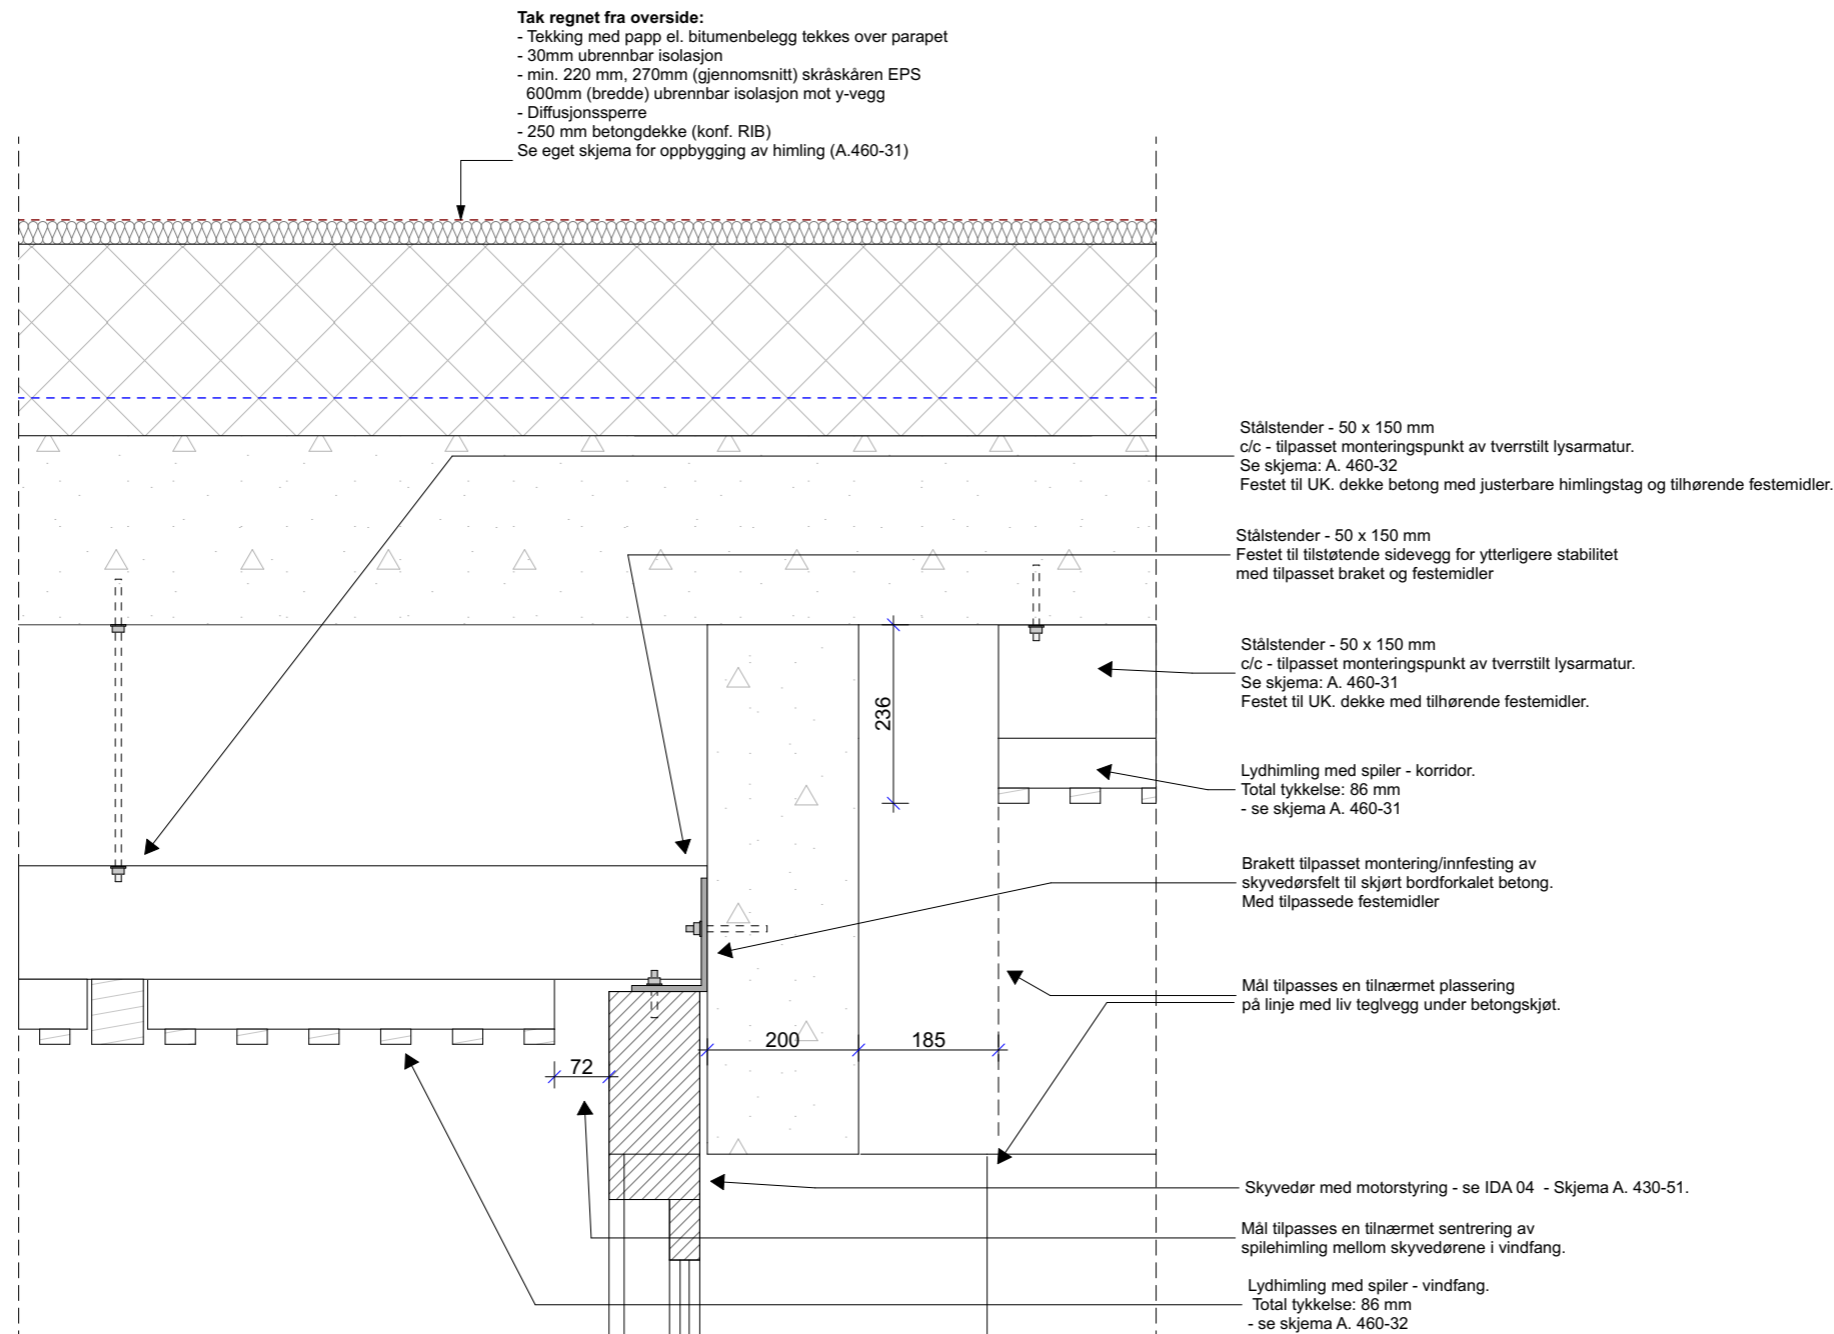 Tak regnet fra overside:
- Tekking med papp el. bitumenbelegg tekkes over parapet
- 30mm ubrennbar isolasjon
- min. 220 mm, 270mm (gjennomsnitt) skråskåren EPS
600mm (bredde) ubrennbar isolasjon mot y-vegg
- Diffusjonssperre
- 250 mm betongdekke (konf. RIB)
Se eget skjema for oppbygging av himling (A.460-31)
Stålstender - 50 x 150 mm
c/c - tilpasset monteringspunkt av tverrstilt lysarmatur.
Se skjema: A. 460-32
Festet til UK. dekke betong med justerbare himlingstag og tilhørende festemidler.
Stålstender - 50 x 150 mm
Festet til tilstøtende sidevegg for ytterligere stabilitet
med tilpasset braket og festemidler
Stålstender - 50 x 150 mm
c/c - tilpasset monteringspunkt av tverrstilt lysarmatur.
Se skjema: A. 460-31
Festet til UK. dekke med tilhørende festemidler.
236
Lydhimling med spiler - korridor.
Total tykkelse: 86 mm
- se skjema A. 460-31
Brakett tilpasset montering/innfesting av
skyvedørsfelt til skjørt bordforkalet betong.
Med tilpassede festemidler
Mål tilpasses en tilnærmet plassering
på linje med liv teglvegg under betongskjøt.
200
185
72
Skyvedør med motorstyring - se IDA 04 - Skjema A. 430-51.
Mål tilpasses en tilnærmet sentrering av
spilehimling mellom skyvedørene i vindfang.
Lydhimling med spiler - vindfang.
Total tykkelse: 86 mm
- se skjema A. 460-32